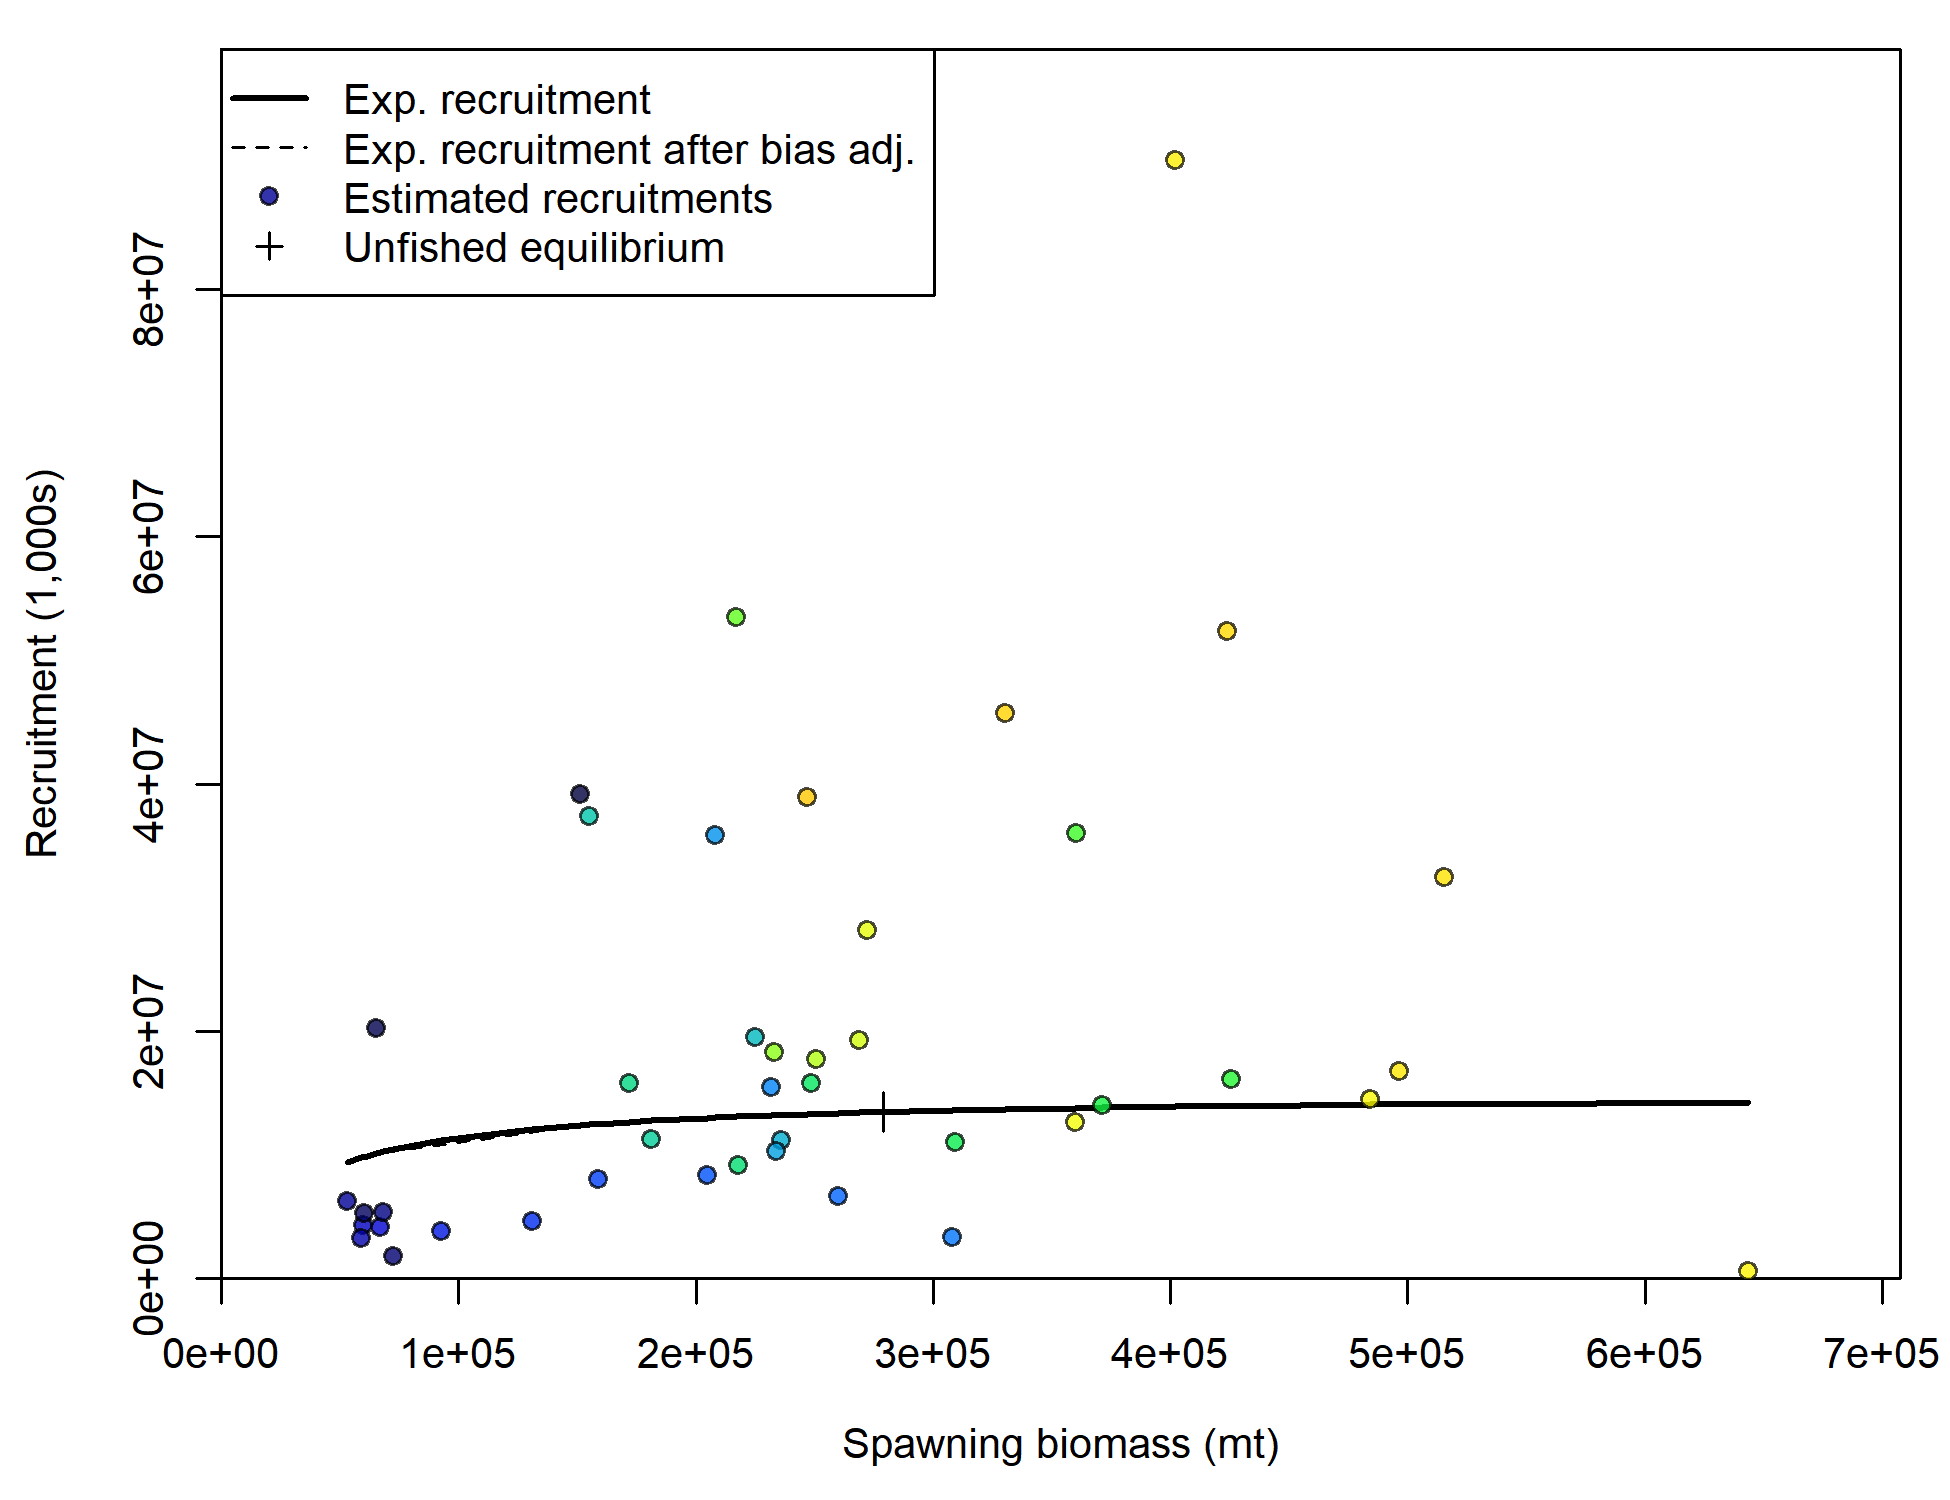 Exp. recruitment
Exp. recruitment after bias adj.
Estimated recruitments
Unfished equilibrium
Recruitment (1,000s)
8e+07
6e+07
4e+07
2e+07
0e+00
0e+00 1e+05 2e+05 3e+05 4e+05 5e+05 6e+05 7e+05
Spawning biomass (mt)